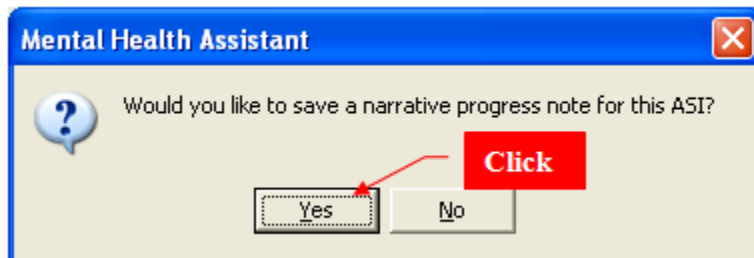 Mental Health Assistant
Would you like to save a narrative progress note for this ASI?
Click
Yes
No